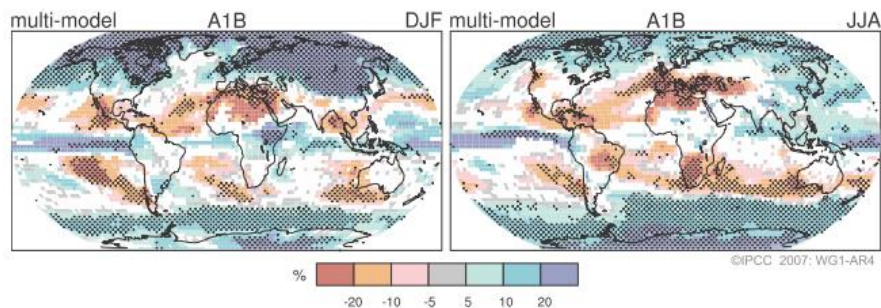 multi-model A1B DJF
multi-model A1B JJA
©IPCC 2007: WG1-AR4
%
-20 -10 -5 5 10 20